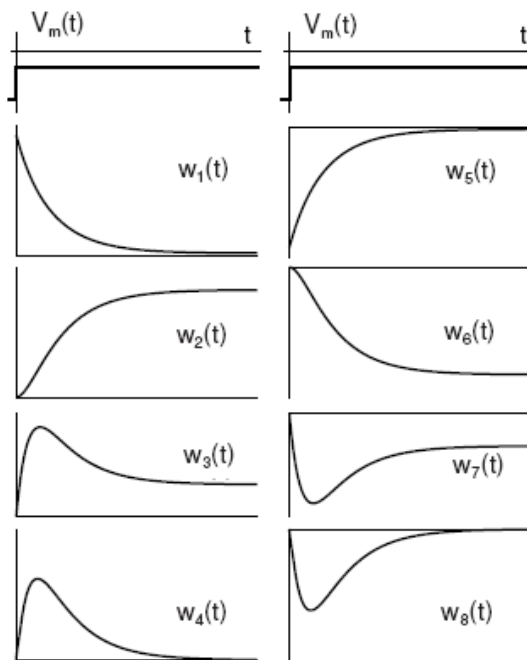 Vₘ(t) t
Vₘ(t) t
w₁(t)
w₂(t)
w₃(t)
w₄(t)
w₅(t)
w₆(t)
w₇(t)
w₈(t)